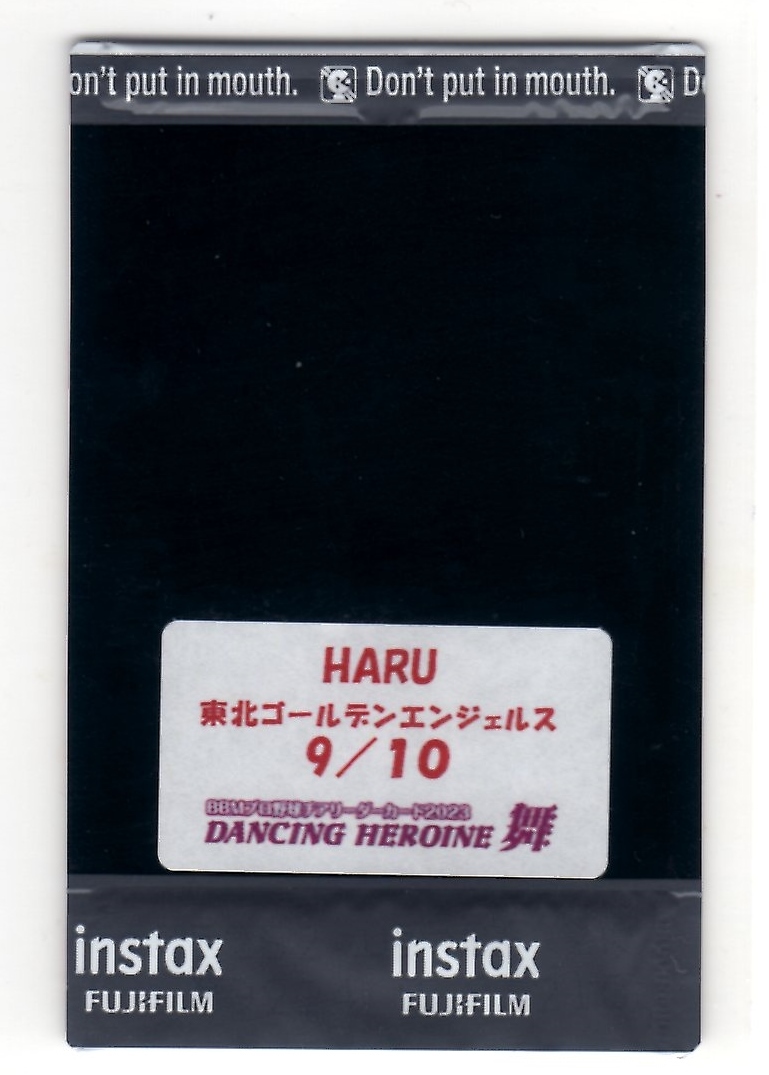 on't put in mouth. Don't put in mouth. Do
HARU
東北ゴールデンエンジェルス
9/10
BBMプロ野球チアリーダーカード2023
DANCING HEROINE 舞
instax instax
FUJIFILM FUJIFILM